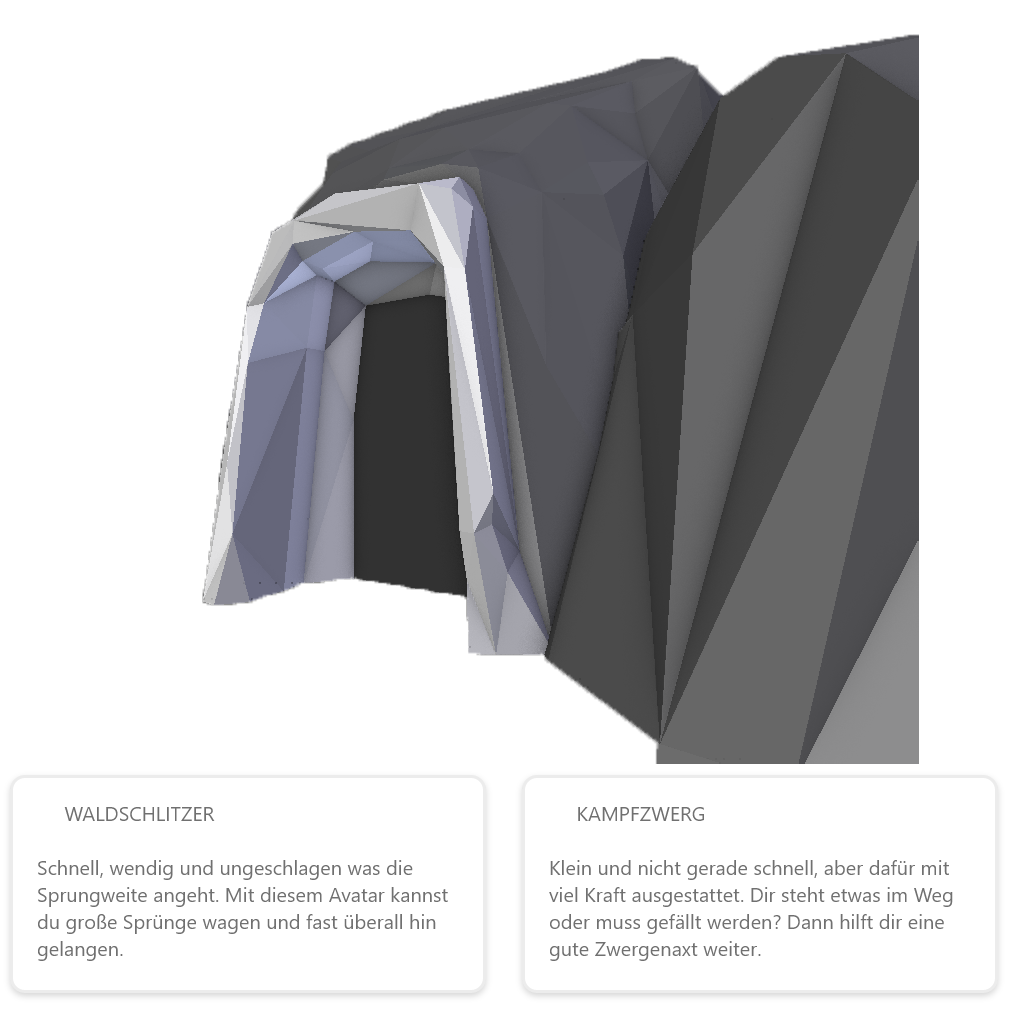 WALDSCHLITZER
Schnell, wendig und ungeschlagen was die
Sprungweite angeht. Mit diesem Avatar kannst
du große Sprünge wagen und fast überall hin
gelangen.
KAMPFZWERG
Klein und nicht gerade schnell, aber dafür mit
viel Kraft ausgestattet. Dir steht etwas im Weg
oder muss gefällt werden? Dann hilft dir eine
gute Zwergenaxt weiter.